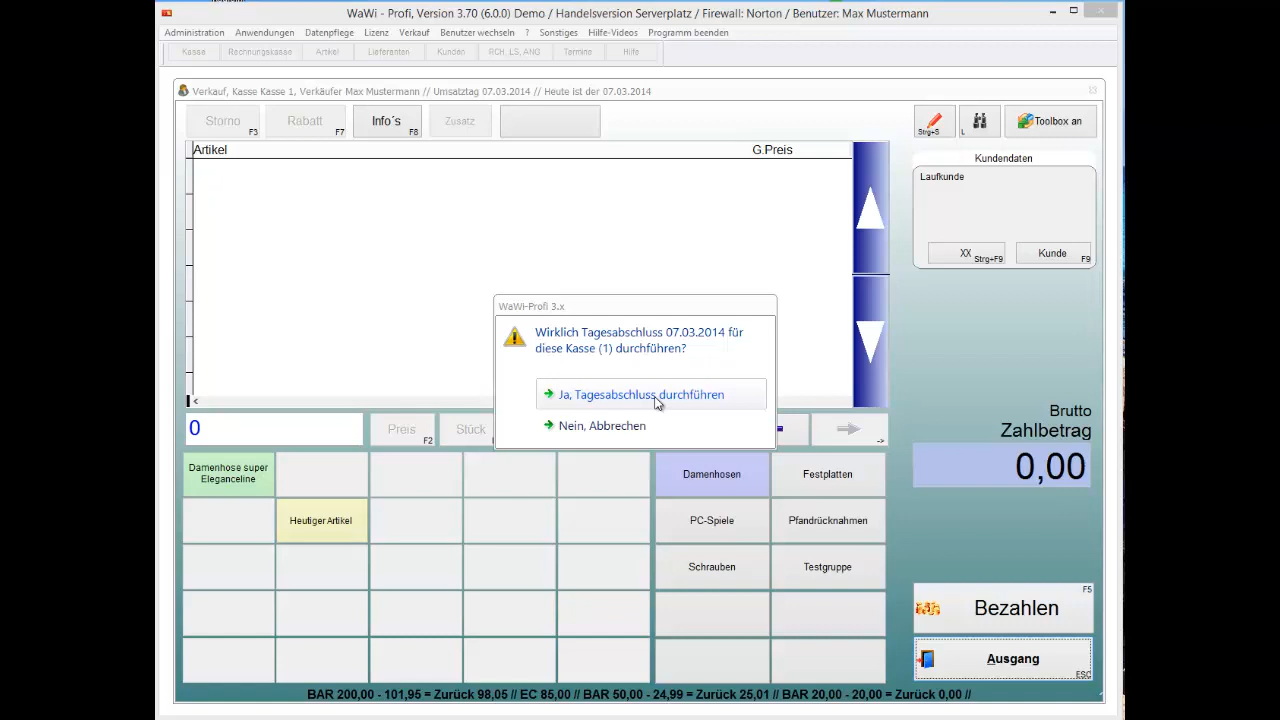 WaWi - Profi, Version 3.70 (6.0.0) Demo / Handelsversion Serverplatz / Firewall: Norton / Benutzer: Max Mustermann
Administration Anwendungen Datenpflege Lizenz Verkauf Benutzer wechseln ? Sonstiges Hilfe-Videos Programm beenden
Kasse Rechnungskasse Artikel Lieferanten Kunden RCH, LS, ANG Termine Hilfe
Verkauf, Kasse Kasse 1, Verkäufer Max Mustermann // Umsatztag 07.03.2014 // Heute ist der 07.03.2014
Storno F3 Rabatt F7 Info´s F8 Zusatz Strg+S L Toolbox an
Artikel G.Preis
Kundendaten
Laufkunde
XX Strg+F9 Kunde F9
WaWi-Profi 3.x
Wirklich Tagesabschluss 07.03.2014 für
diese Kasse (1) durchführen?
Ja, Tagesabschluss durchführen
Nein, Abbrechen
<
0 Preis F2 Stück ->
Brutto
Zahlbetrag
0,00
Damenhose super
Eleganceline
Damenhosen Festplatten
Heutiger Artikel PC-Spiele Pfandrücknahmen
Schrauben Testgruppe
Bezahlen F5
Ausgang ESC
BAR 200,00 - 101,95 = Zurück 98,05 // EC 85,00 // BAR 50,00 - 24,99 = Zurück 25,01 // BAR 20,00 - 20,00 = Zurück 0,00 //